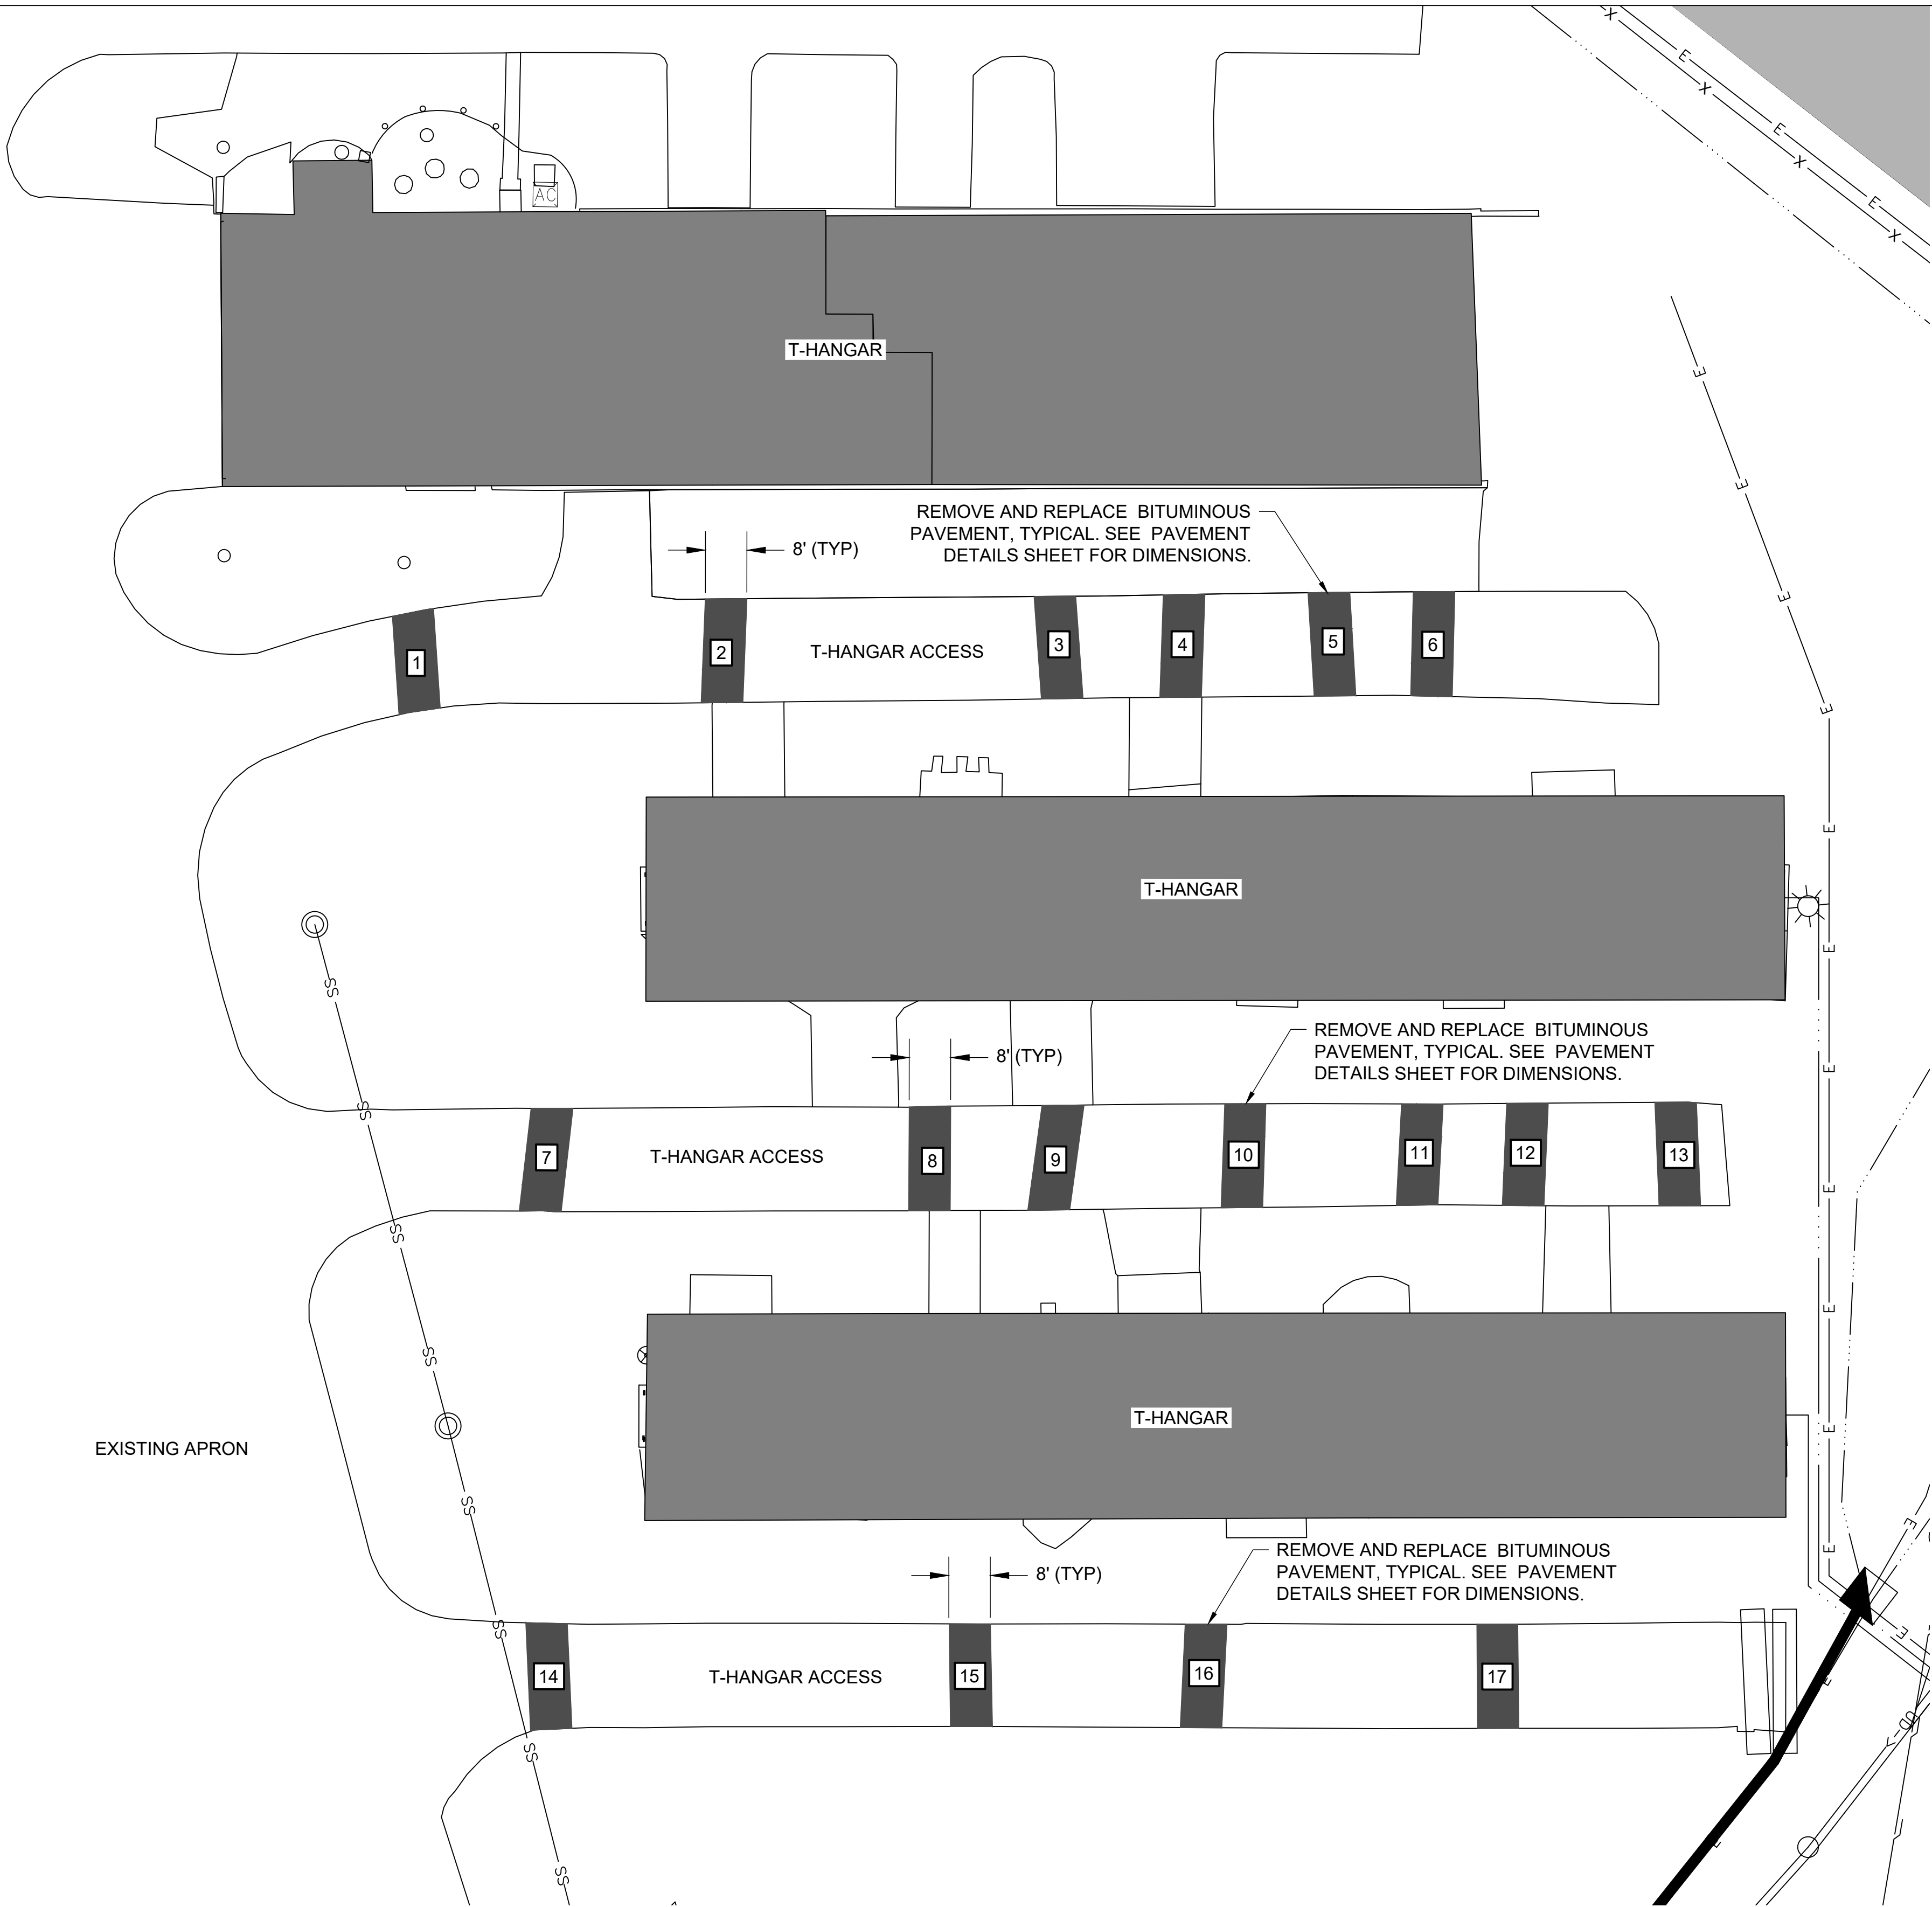 X
E
X
E
X
E
X
AC
T-HANGAR
E
E
REMOVE AND REPLACE BITUMINOUS
PAVEMENT, TYPICAL. SEE PAVEMENT
DETAILS SHEET FOR DIMENSIONS.
8' (TYP)
E
1
2
T-HANGAR ACCESS
3
4
5
6
E
E
T-HANGAR
E
SS
REMOVE AND REPLACE BITUMINOUS
PAVEMENT, TYPICAL. SEE PAVEMENT
DETAILS SHEET FOR DIMENSIONS.
8' (TYP)
E
SS
7
T-HANGAR ACCESS
8
9
10
11
12
13
E
SS
E
SS
T-HANGAR
E
EXISTING APRON
SS
E
E
REMOVE AND REPLACE BITUMINOUS
PAVEMENT, TYPICAL. SEE PAVEMENT
DETAILS SHEET FOR DIMENSIONS.
8' (TYP)
SS
E
14
T-HANGAR ACCESS
15
16
17
E
SS
SS